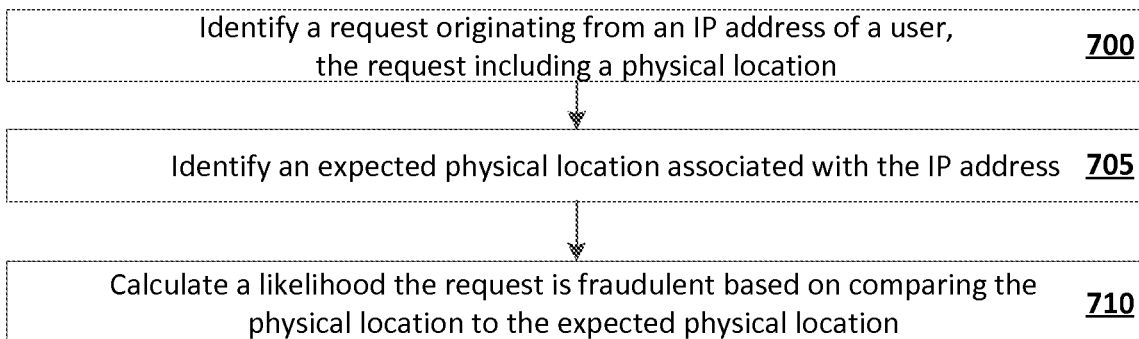 Identify a request originating from an IP address of a user,
the request including a physical location
700
Identify an expected physical location associated with the IP address 705
Calculate a likelihood the request is fraudulent based on comparing the
physical location to the expected physical location
710